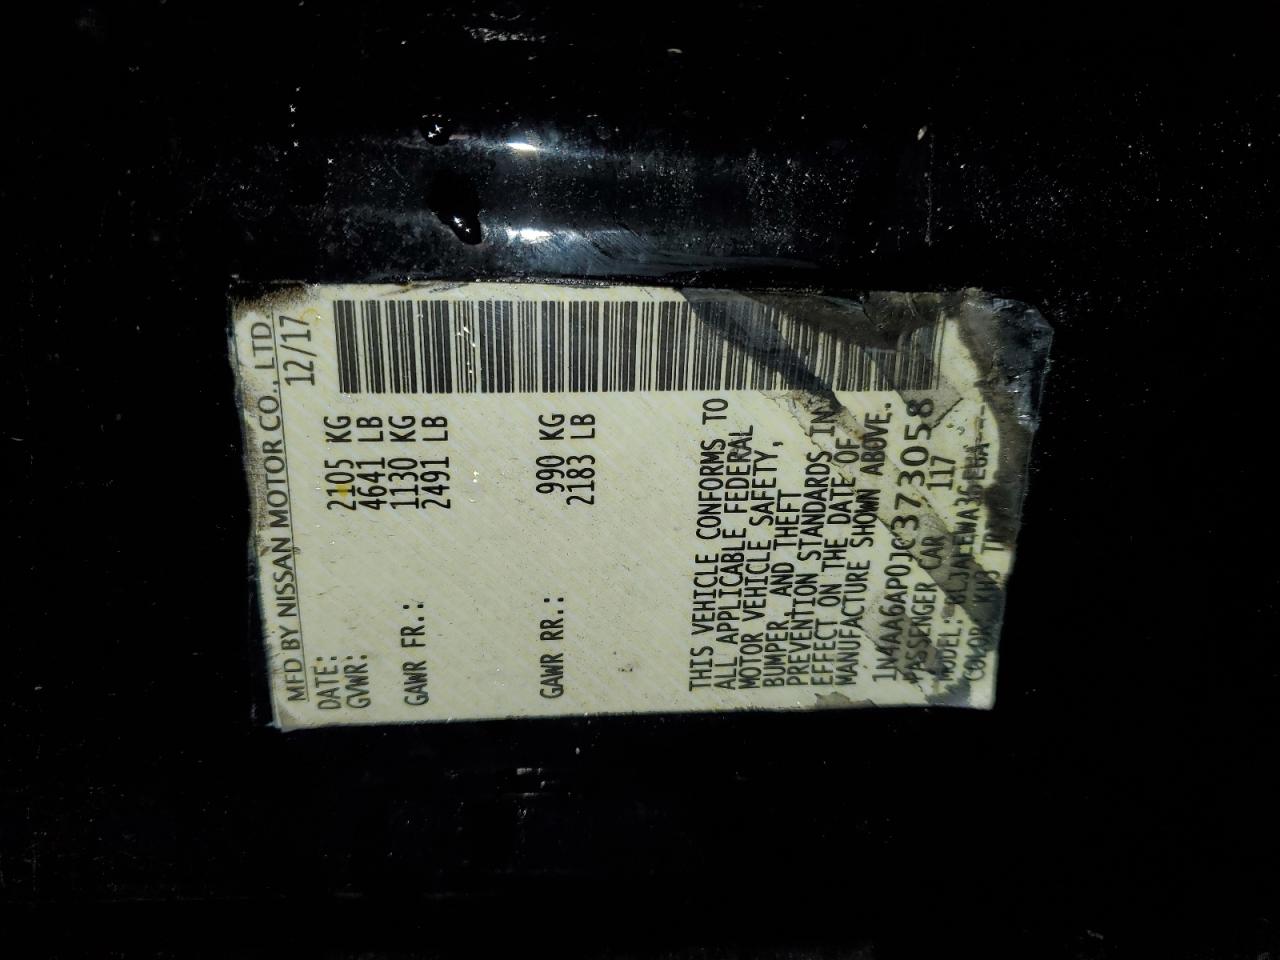 MFD BY NISSAN MOTOR CO., LTD.
DATE: 12/17
GVWR: 2105 KG
4641 LB
GAWR FR.: 1130 KG
2491 LB
GAWR RR.: 990 KG
2183 LB
THIS VEHICLE CONFORMS TO
ALL APPLICABLE FEDERAL
MOTOR VEHICLE SAFETY,
BUMPER, AND THEFT
PREVENTION STANDARDS IN
EFFECT ON THE DATE OF
MANUFACTURE SHOWN ABOVE.
1N4AA6AP0JC373058
PASSENGER CAR 117
MODEL:
COLOR KH3 TR